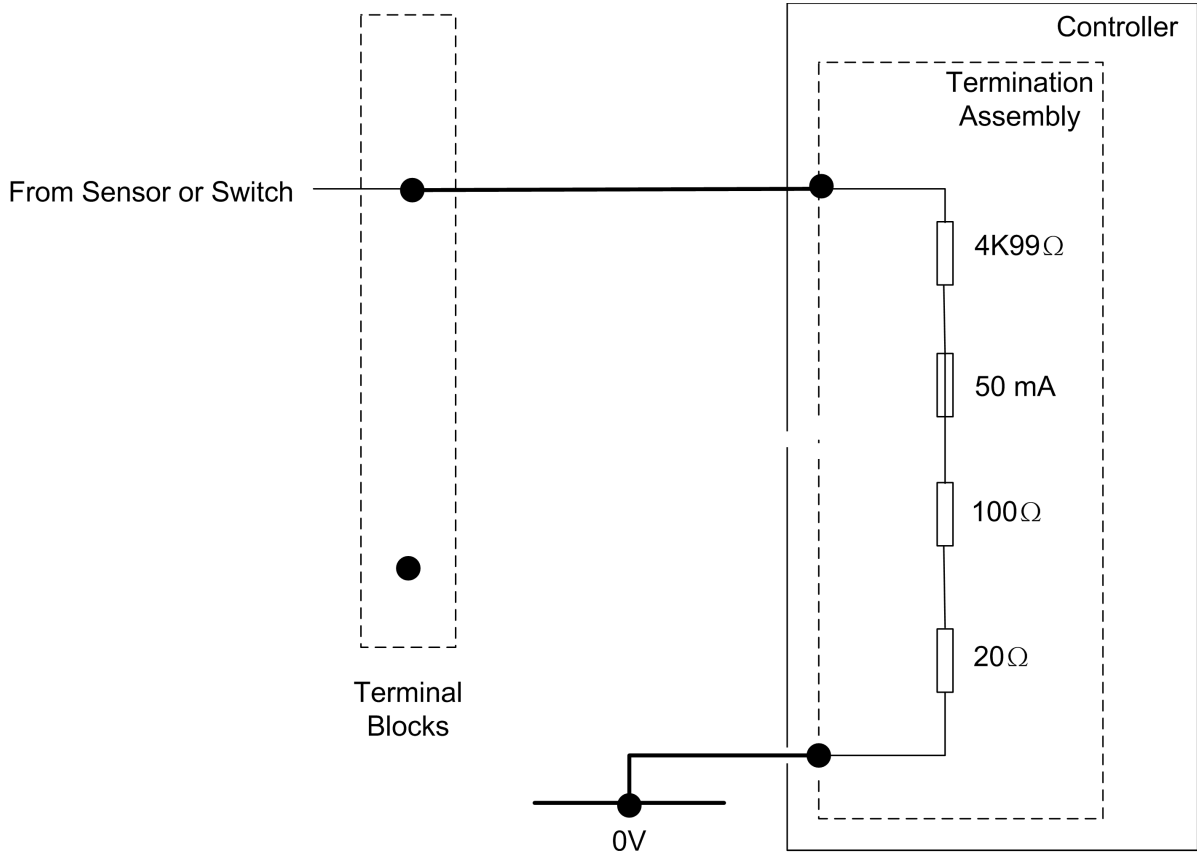 Controller
Termination
Assembly
From Sensor or Switch
4K99Ω
50 mA
100Ω
20Ω
Terminal
Blocks
0V